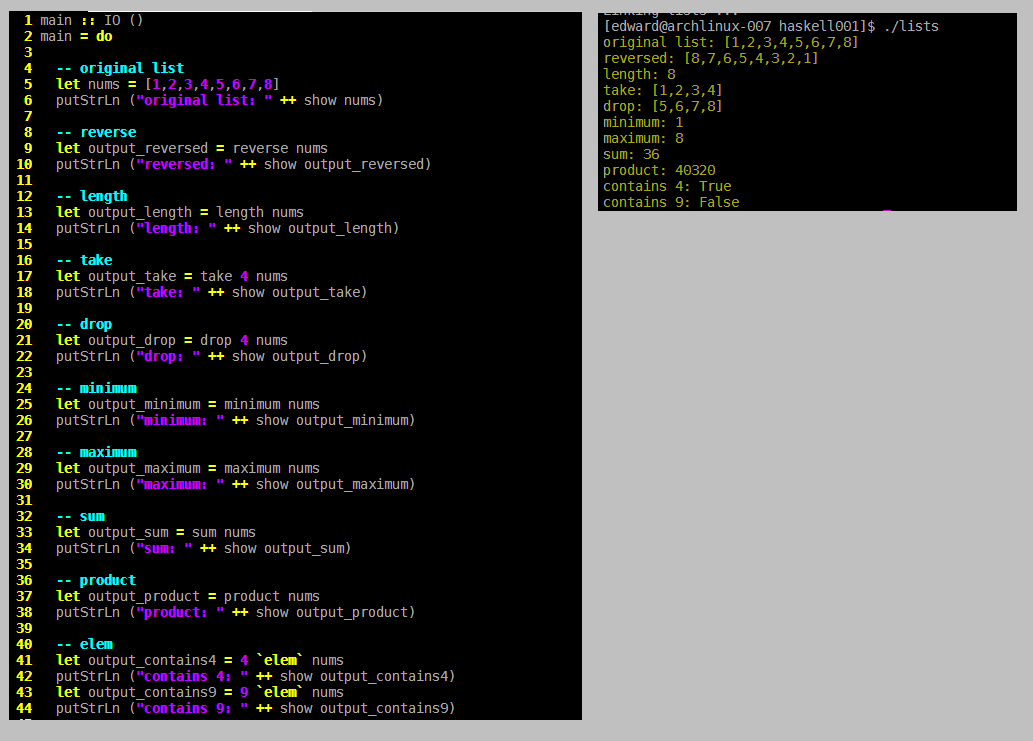 1 main :: IO ()
2 main = do
3
4   -- original list
5   let nums = [1,2,3,4,5,6,7,8]
6   putStrLn ("original list: " ++ show nums)
7
8   -- reverse
9   let output_reversed = reverse nums
10   putStrLn ("reversed: " ++ show output_reversed)
11
12   -- length
13   let output_length = length nums
14   putStrLn ("length: " ++ show output_length)
15
16   -- take
17   let output_take = take 4 nums
18   putStrLn ("take: " ++ show output_take)
19
20   -- drop
21   let output_drop = drop 4 nums
22   putStrLn ("drop: " ++ show output_drop)
23
24   -- minimum
25   let output_minimum = minimum nums
26   putStrLn ("minimum: " ++ show output_minimum)
27
28   -- maximum
29   let output_maximum = maximum nums
30   putStrLn ("maximum: " ++ show output_maximum)
31
32   -- sum
33   let output_sum = sum nums
34   putStrLn ("sum: " ++ show output_sum)
35
36   -- product
37   let output_product = product nums
38   putStrLn ("product: " ++ show output_product)
39
40   -- elem
41   let output_contains4 = 4 `elem` nums
42   putStrLn ("contains 4: " ++ show output_contains4)
43   let output_contains9 = 9 `elem` nums
44   putStrLn ("contains 9: " ++ show output_contains9)
Linking lists ...
[edward@archlinux-007 haskell001]$ ./lists
original list: [1,2,3,4,5,6,7,8]
reversed: [8,7,6,5,4,3,2,1]
length: 8
take: [1,2,3,4]
drop: [5,6,7,8]
minimum: 1
maximum: 8
sum: 36
product: 40320
contains 4: True
contains 9: False